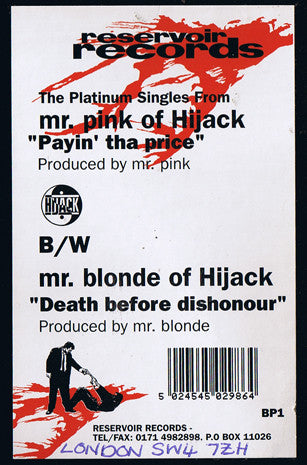 reservoir
records
The Platinum Singles From
mr. pink of Hijack
"Payin' tha price"
Produced by mr. pink
HIJACK
B/W
mr. blonde of Hijack
"Death before dishonour"
Produced by mr. blonde
5 024545 029864
BP1
RESERVOIR RECORDS -
TEL/FAX: 0171 4982898. P.O BOX 11026
LONDON SW4 7ZH